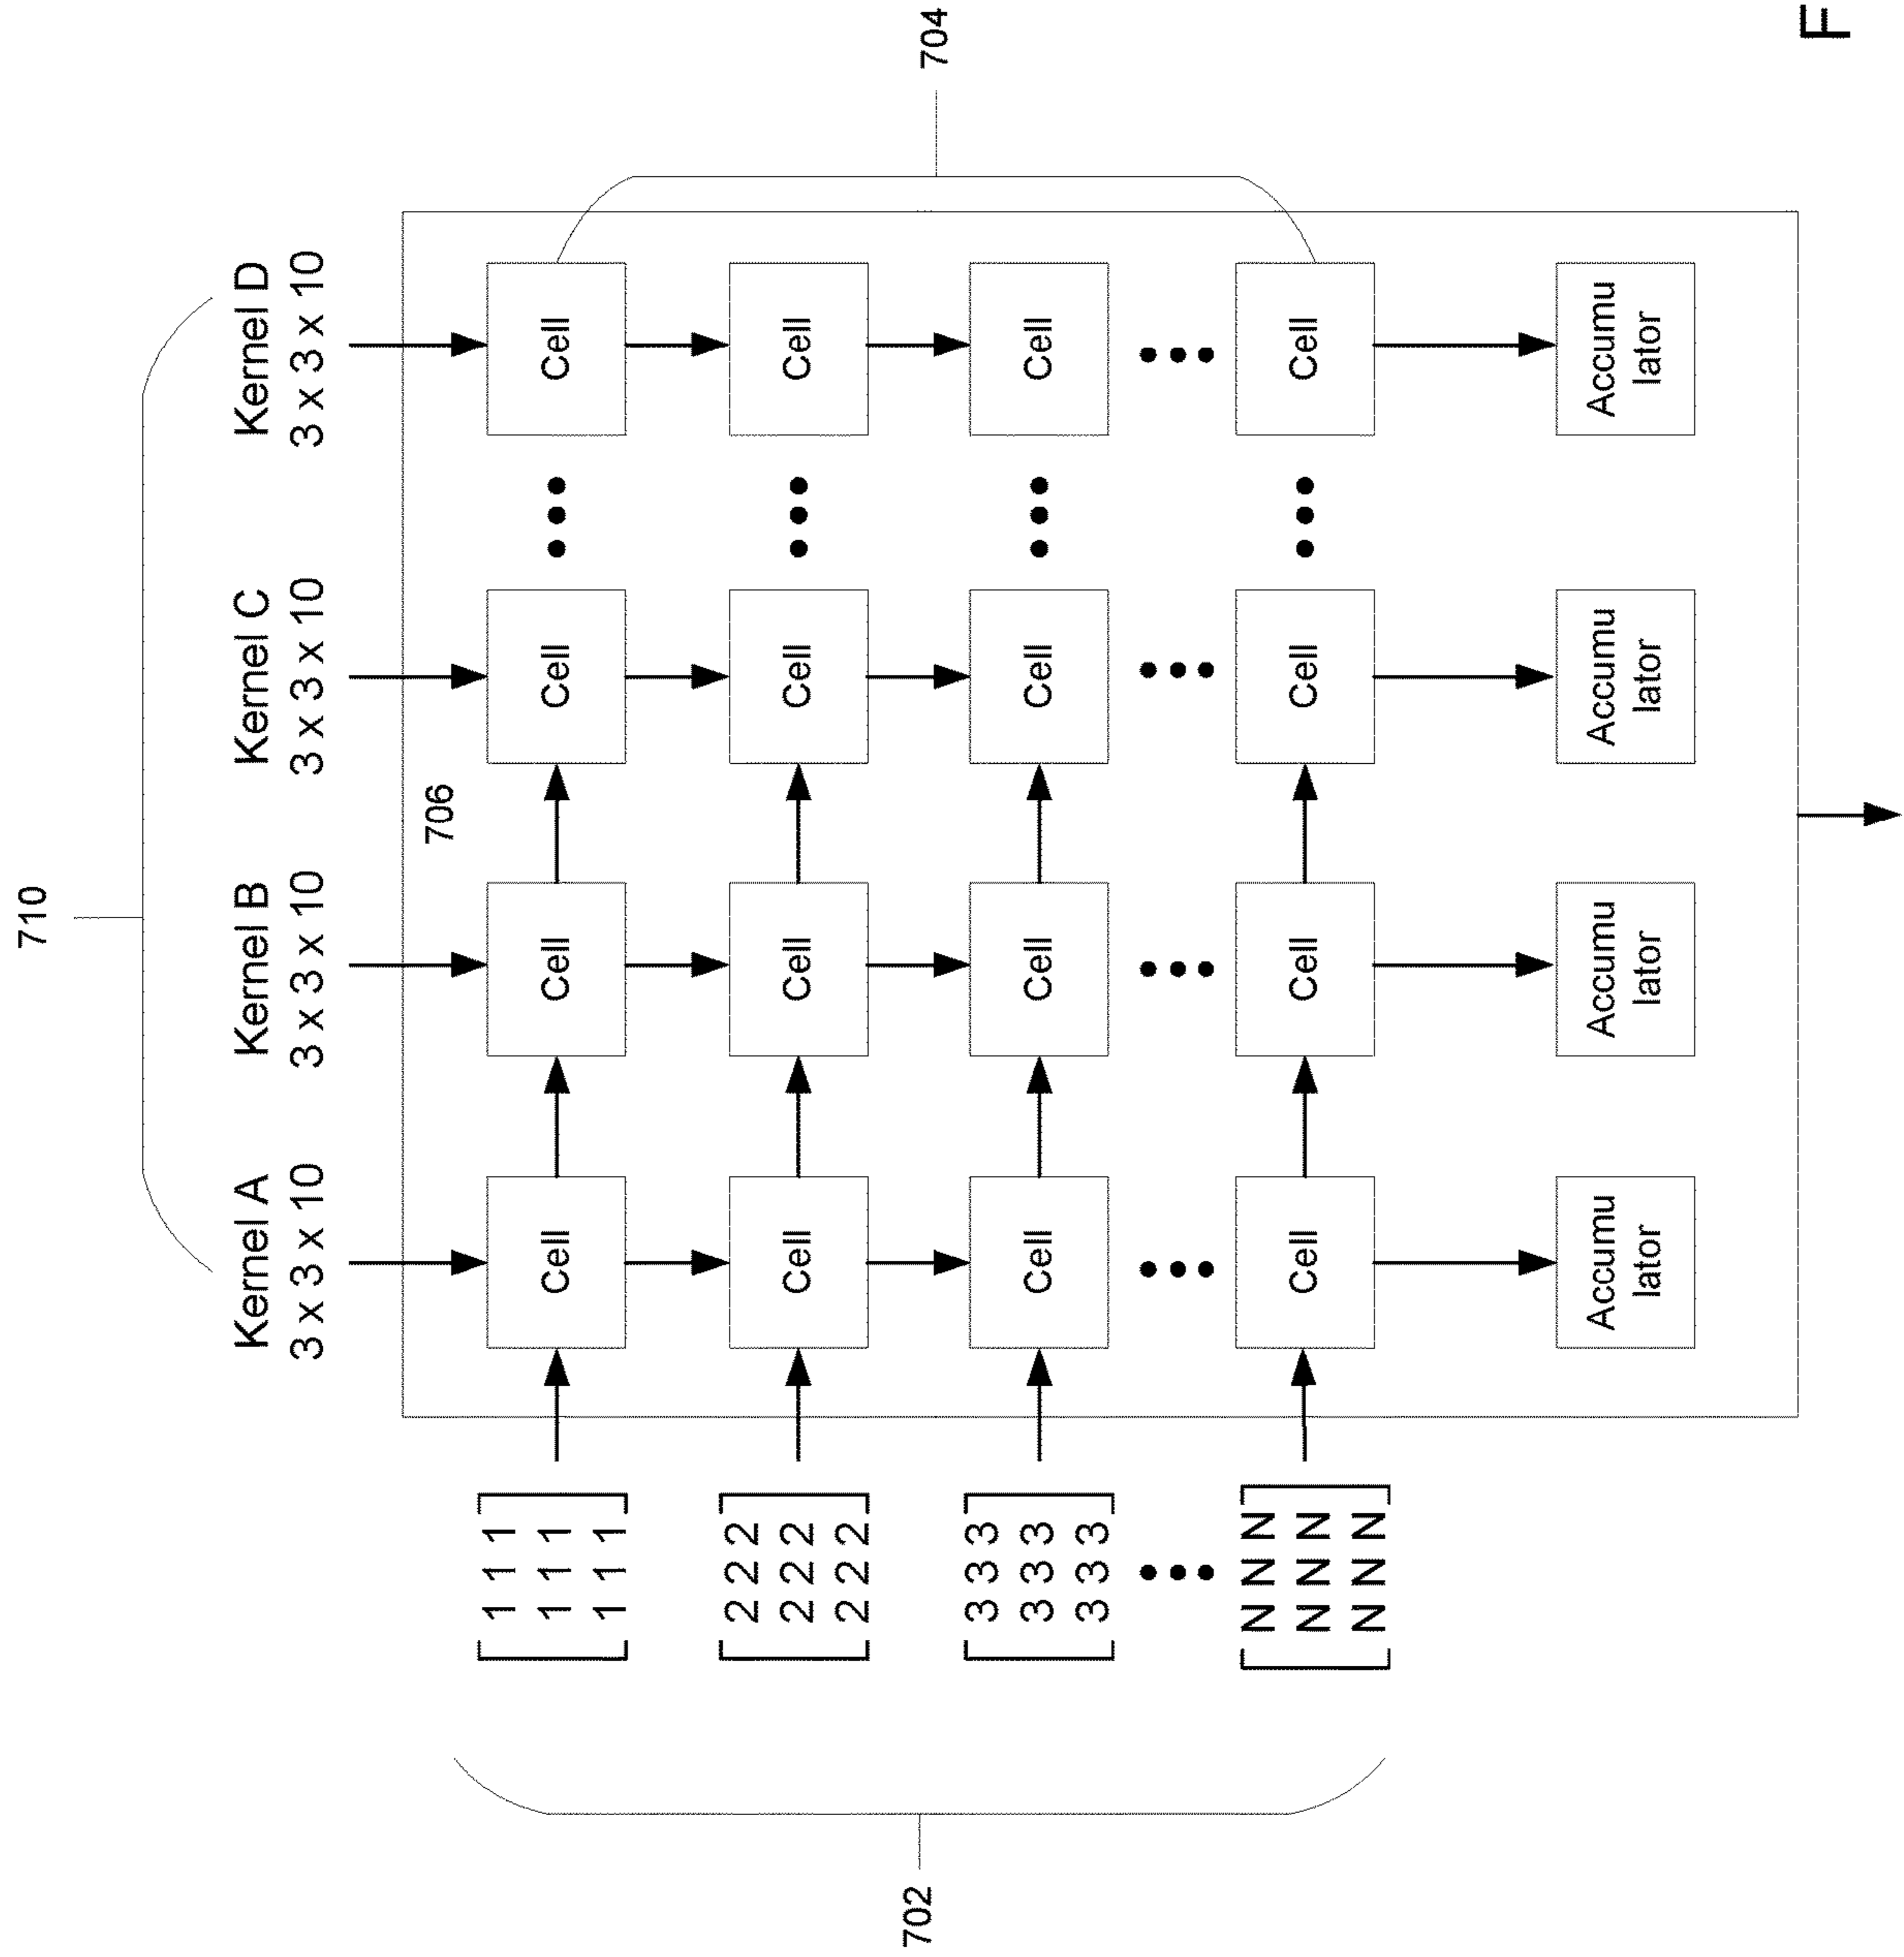 710
Kernel A Kernel B Kernel C Kernel D
3 x 3 x 10 3 x 3 x 10 3 x 3 x 10 3 x 3 x 10
706
1 1 1
1 1 1 Cell Cell Cell Cell
1 1 1
2 2 2
2 2 2 Cell Cell Cell Cell
2 2 2
702
704
3 3 3
3 3 3 Cell Cell Cell Cell
3 3 3
N N N
N N N Cell Cell Cell Cell
N N N
Accumu Accumu Accumu Accumu
lator lator lator lator
F